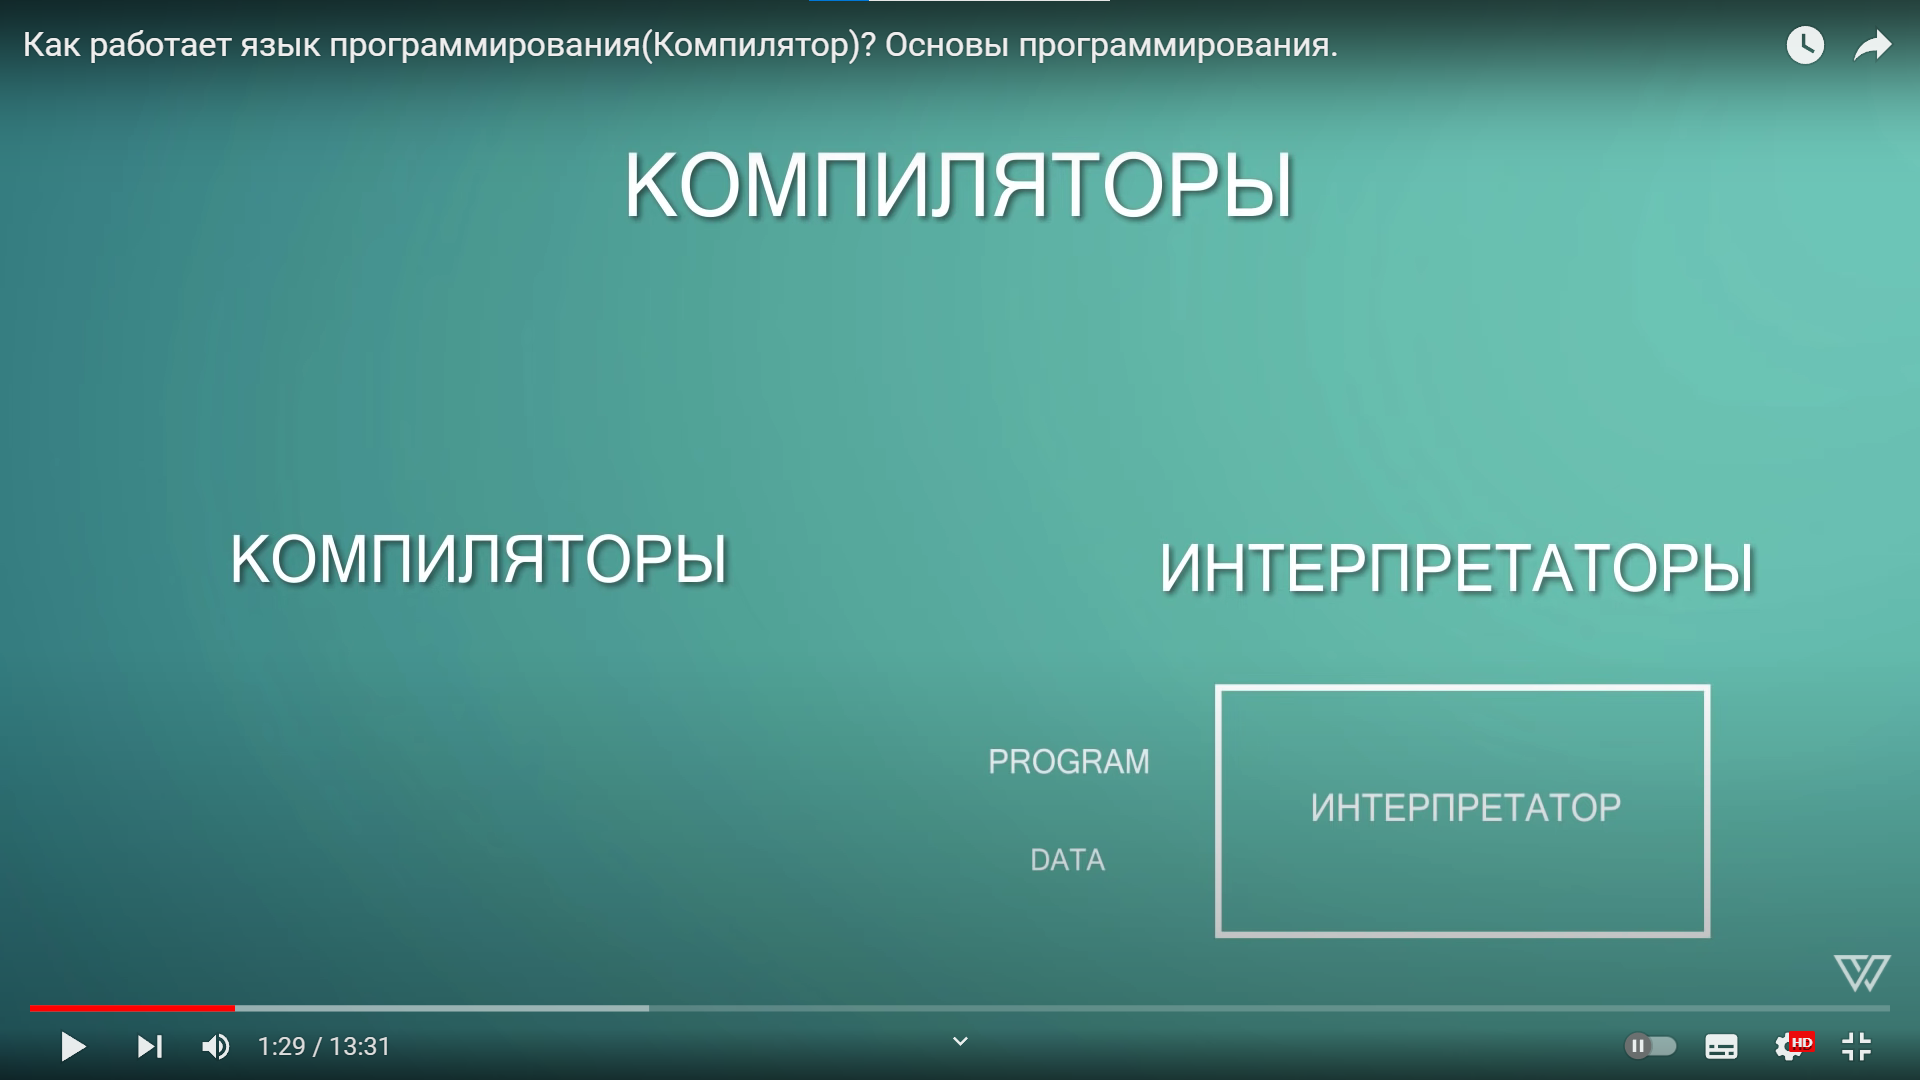 Как работает язык программирования(Компилятор)? Основы программирования.
КОМПИЛЯТОРЫ
КОМПИЛЯТОРЫ
ИНТЕРПРЕТАТОРЫ
PROGRAM
ИНТЕРПРЕТАТОР
DATA
1:29 / 13:31
HD